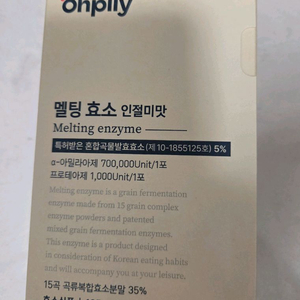 onplly
멜팅 효소 인절미맛
Melting enzyme
특허받은 혼합곡물발효효소 (제10-1855125호) 5%
α-아밀라아제 700,000Unit/1포
프로테아제 1,000Unit/1포
Melting enzyme is a grain fermentation
enzyme made from 15 grain complex
enzyme powders and patented
mixed grain fermentation enzymes.
This enzyme is a product designed
in consideration of Korean eating habits
and will accompany you at your leisure.
15곡 곡류복합효소분말 35%